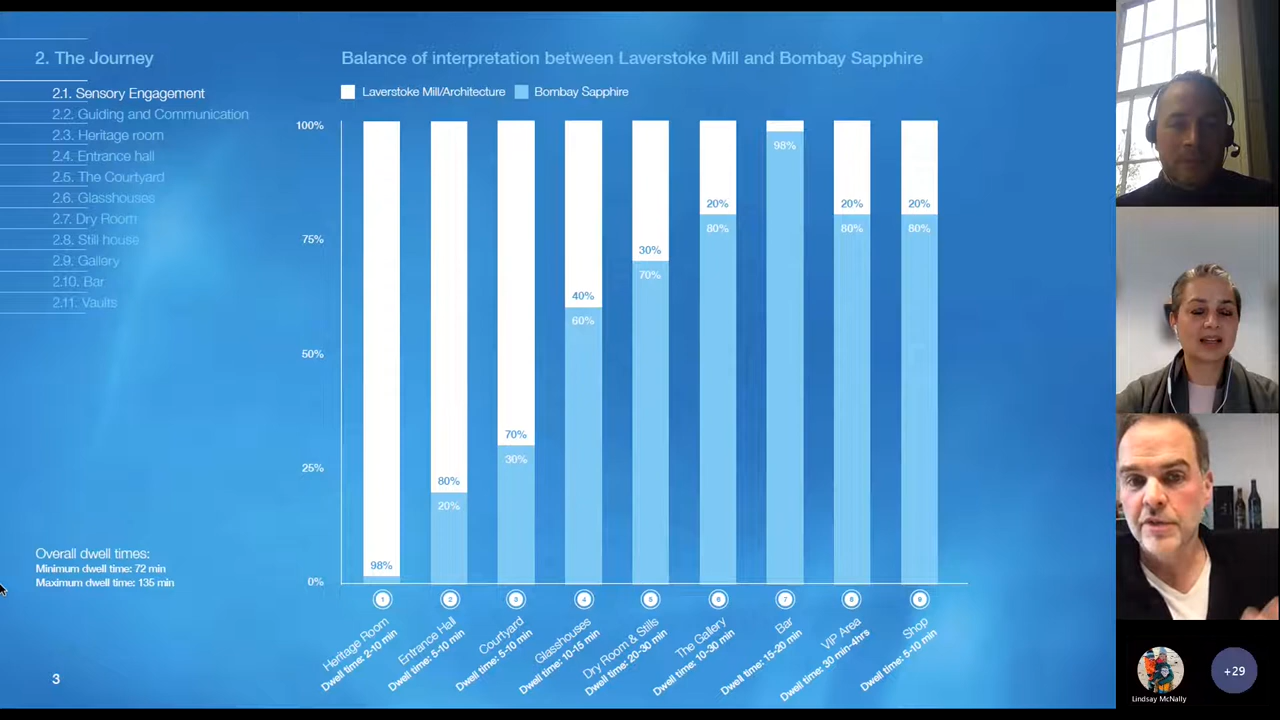 2. The Journey
2.1. Sensory Engagement
2.2. Guiding and Communication
2.3. Heritage room
2.4. Entrance hall
2.5. The Courtyard
2.6. Glasshouses
2.7. Dry Room
2.8. Still house
2.9. Gallery
2.10. Bar
2.11. Vaults
Overall dwell times:
Minimum dwell time: 72 min
Maximum dwell time: 135 min
3
Balance of interpretation between Laverstoke Mill and Bombay Sapphire
Laverstoke Mill/Architecture
Bombay Sapphire
100%
75%
50%
25%
0%
98%
80%
20%
70%
30%
40%
60%
30%
70%
20%
80%
98%
20%
80%
20%
80%
1
2
3
4
5
6
7
8
9
Heritage Room
Dwell time: 2-10 min
Entrance Hall
Dwell time: 5-10 min
Courtyard
Dwell time: 5-10 min
Glasshouses
Dwell time: 10-15 min
Dry Room & Stills
Dwell time: 20-30 min
The Gallery
Dwell time: 10-30 min
Bar
Dwell time: 15-20 min
VIP Area
Dwell time: 30 min-4hrs
Shop
Dwell time: 5-10 min
Lindsay McNally
+29